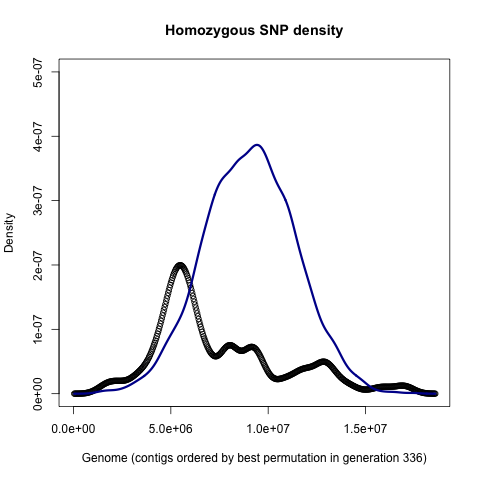 Homozygous SNP density
5e-07
4e-07
3e-07
2e-07
1e-07
0e+00
Density
0.0e+00 5.0e+06 1.0e+07 1.5e+07
Genome (contigs ordered by best permutation in generation 336)